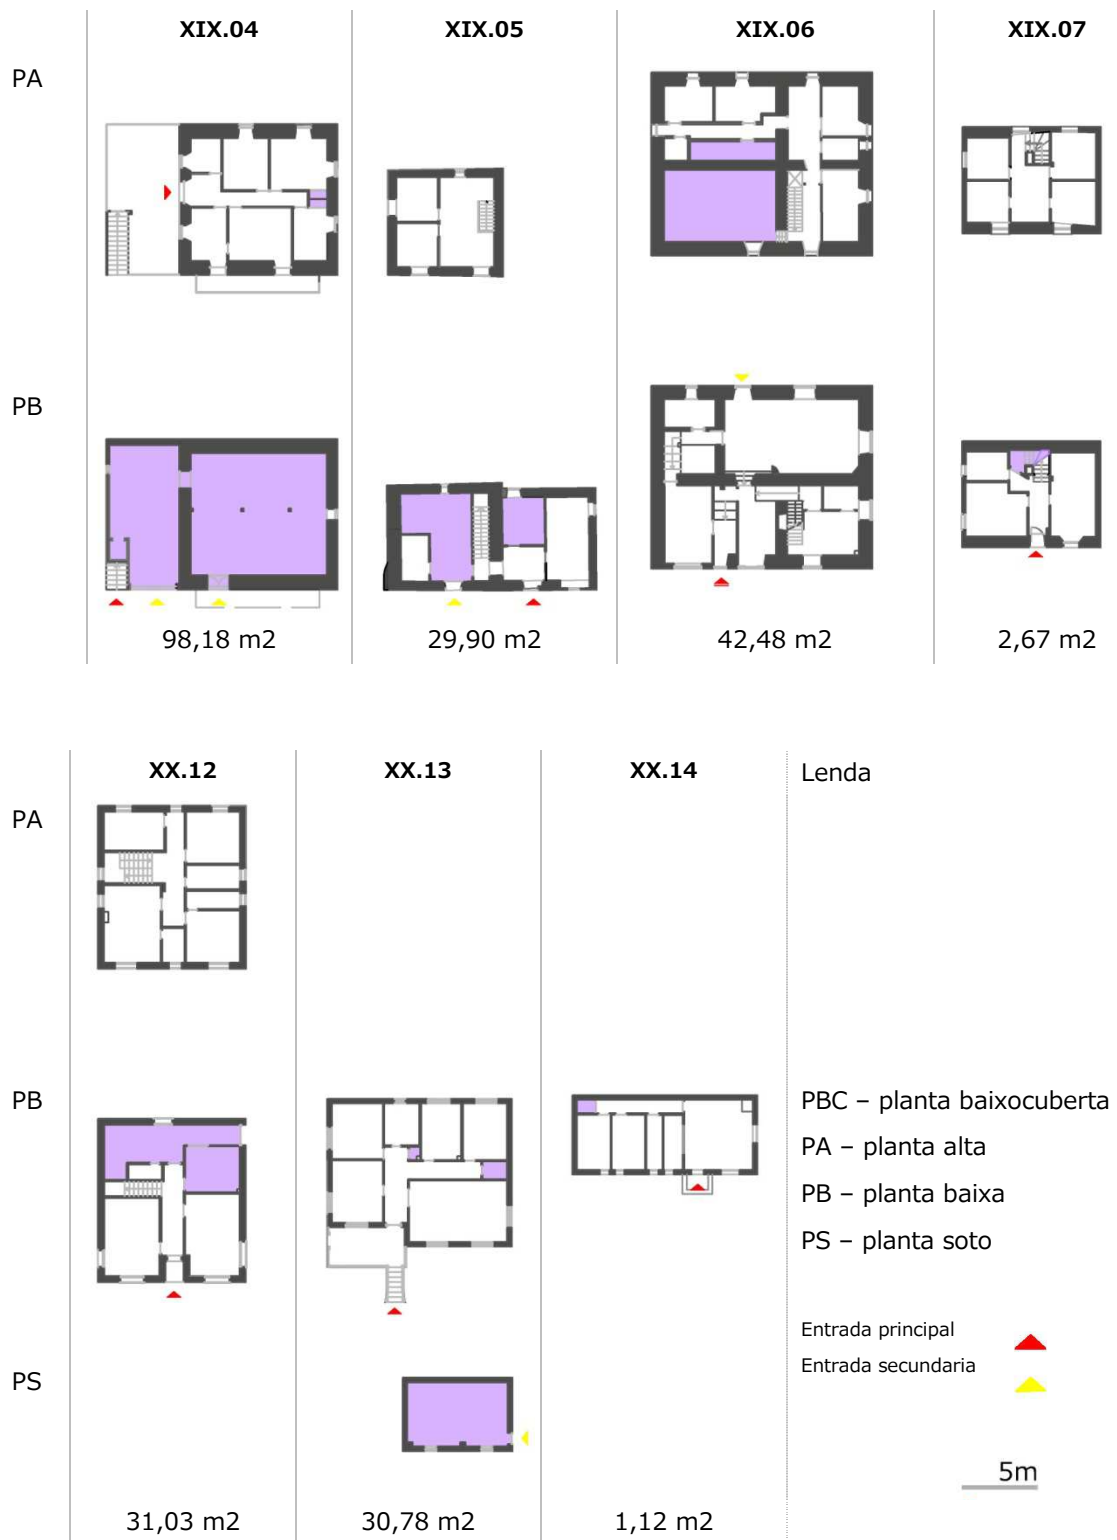 XIX.04 XIX.05 XIX.06 XIX.07
PA
PB
98,18 m2 29,90 m2 42,48 m2 2,67 m2
XX.12 XX.13 XX.14 Lenda
PA
PB PBC – planta baixocuberta
PA – planta alta
PB – planta baixa
PS – planta soto
Entrada principal
Entrada secundaria
PS
5m
31,03 m2 30,78 m2 1,12 m2